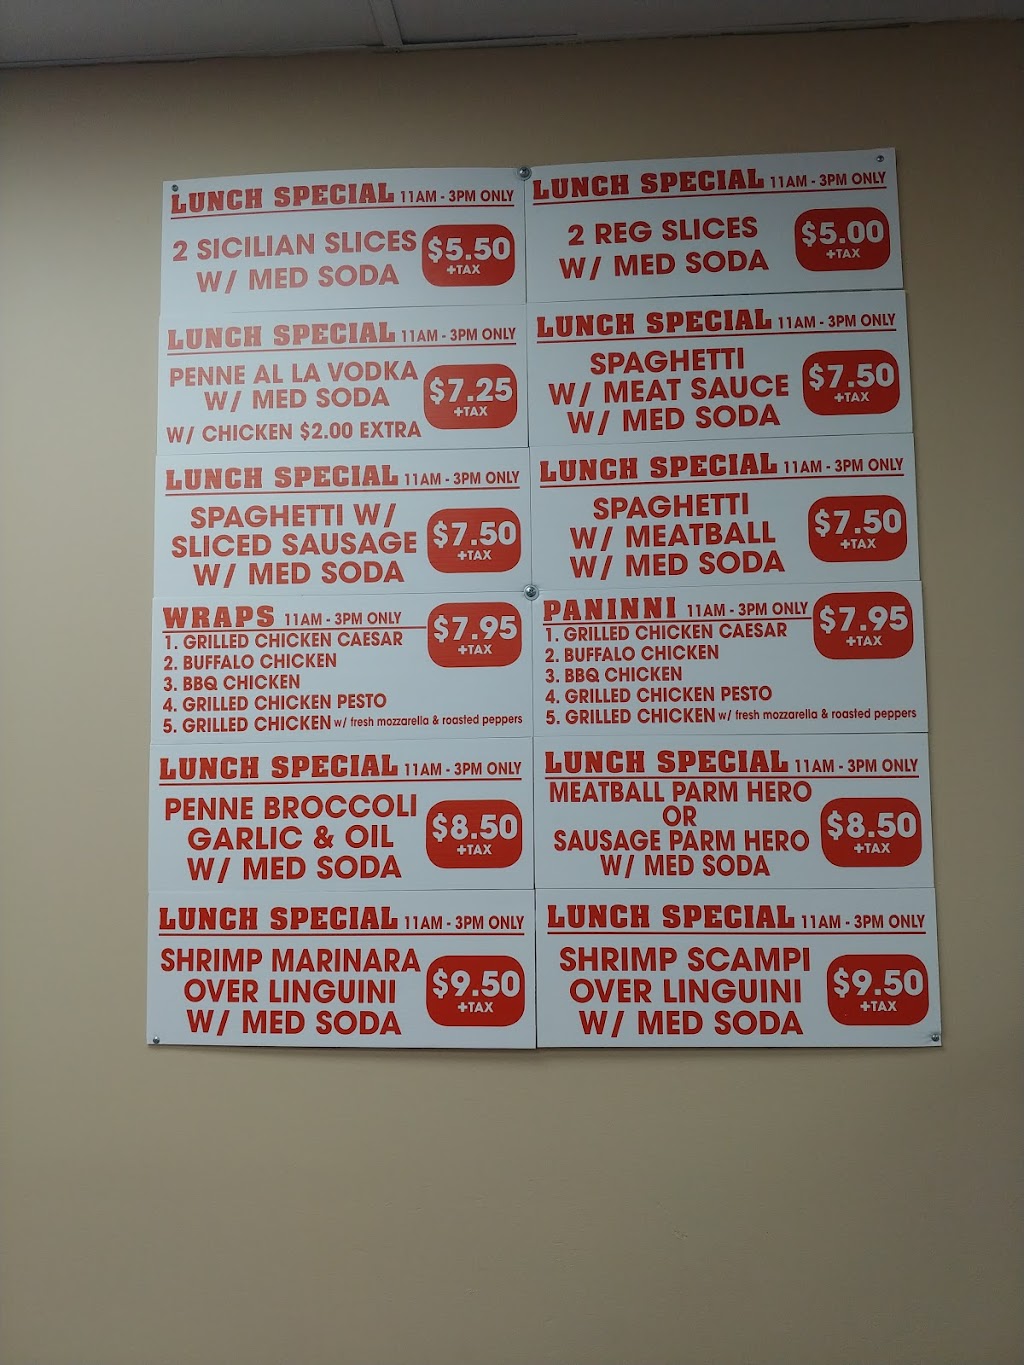 LUNCH SPECIAL 11AM - 3PM ONLY
2 SICILIAN SLICES
W/ MED SODA
$5.50
+TAX
LUNCH SPECIAL 11AM - 3PM ONLY
2 REG SLICES
W/ MED SODA
$5.00
+TAX
LUNCH SPECIAL 11AM - 3PM ONLY
PENNE AL LA VODKA
W/ MED SODA
W/ CHICKEN $2.00 EXTRA
$7.25
+TAX
LUNCH SPECIAL 11AM - 3PM ONLY
SPAGHETTI
W/ MEAT SAUCE
W/ MED SODA
$7.50
+TAX
LUNCH SPECIAL 11AM - 3PM ONLY
SPAGHETTI W/
SLICED SAUSAGE
W/ MED SODA
$7.50
+TAX
LUNCH SPECIAL 11AM - 3PM ONLY
SPAGHETTI
W/ MEATBALL
W/ MED SODA
$7.50
+TAX
WRAPS 11AM - 3PM ONLY
1. GRILLED CHICKEN CAESAR
2. BUFFALO CHICKEN
3. BBQ CHICKEN
4. GRILLED CHICKEN PESTO
5. GRILLED CHICKEN w/ fresh mozzarella & roasted peppers
$7.95
+TAX
PANINNI 11AM - 3PM ONLY
1. GRILLED CHICKEN CAESAR
2. BUFFALO CHICKEN
3. BBQ CHICKEN
4. GRILLED CHICKEN PESTO
5. GRILLED CHICKEN w/ fresh mozzarella & roasted peppers
$7.95
+TAX
LUNCH SPECIAL 11AM - 3PM ONLY
PENNE BROCCOLI
GARLIC & OIL
W/ MED SODA
$8.50
+TAX
LUNCH SPECIAL 11AM - 3PM ONLY
MEATBALL PARM HERO
OR
SAUSAGE PARM HERO
W/ MED SODA
$8.50
+TAX
LUNCH SPECIAL 11AM - 3PM ONLY
SHRIMP MARINARA
OVER LINGUINI
W/ MED SODA
$9.50
+TAX
LUNCH SPECIAL 11AM - 3PM ONLY
SHRIMP SCAMPI
OVER LINGUINI
W/ MED SODA
$9.50
+TAX